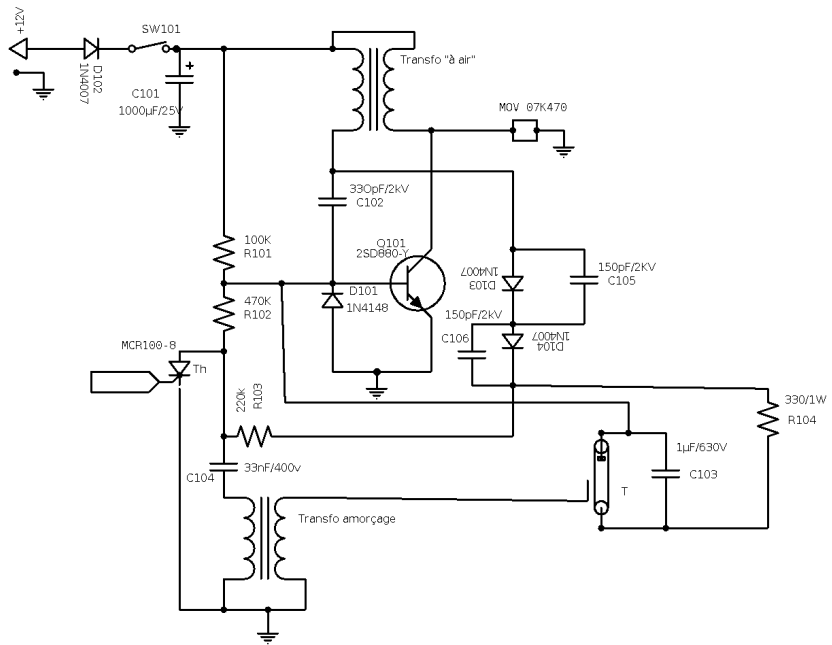 +12V
SW101
D102
1N4007
+
C101
1000µF/25V
Transfo "à air"
MOV 07K470
330pF/2kV
C102
100K
R101
Q101
2SD880-Y
D101
1N4148
D103
1N4007
150pF/2KV
C105
470K
R102
150pF/2kV
C106
D104
1N4007
MCR100-8
Th
220k
R103
330/1W
R104
1µF/630V
C103
C104
33nF/400v
T
Transfo amorçage